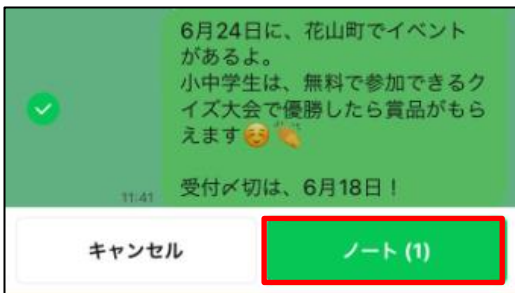 6月24日に、花山町でイベント
があるよ。
小中学生は、無料で参加できるク
イズ大会で優勝したら賞品がもら
えます☺️👏
受付〆切は、6月18日！
11:41
キャンセル
ノート (1)